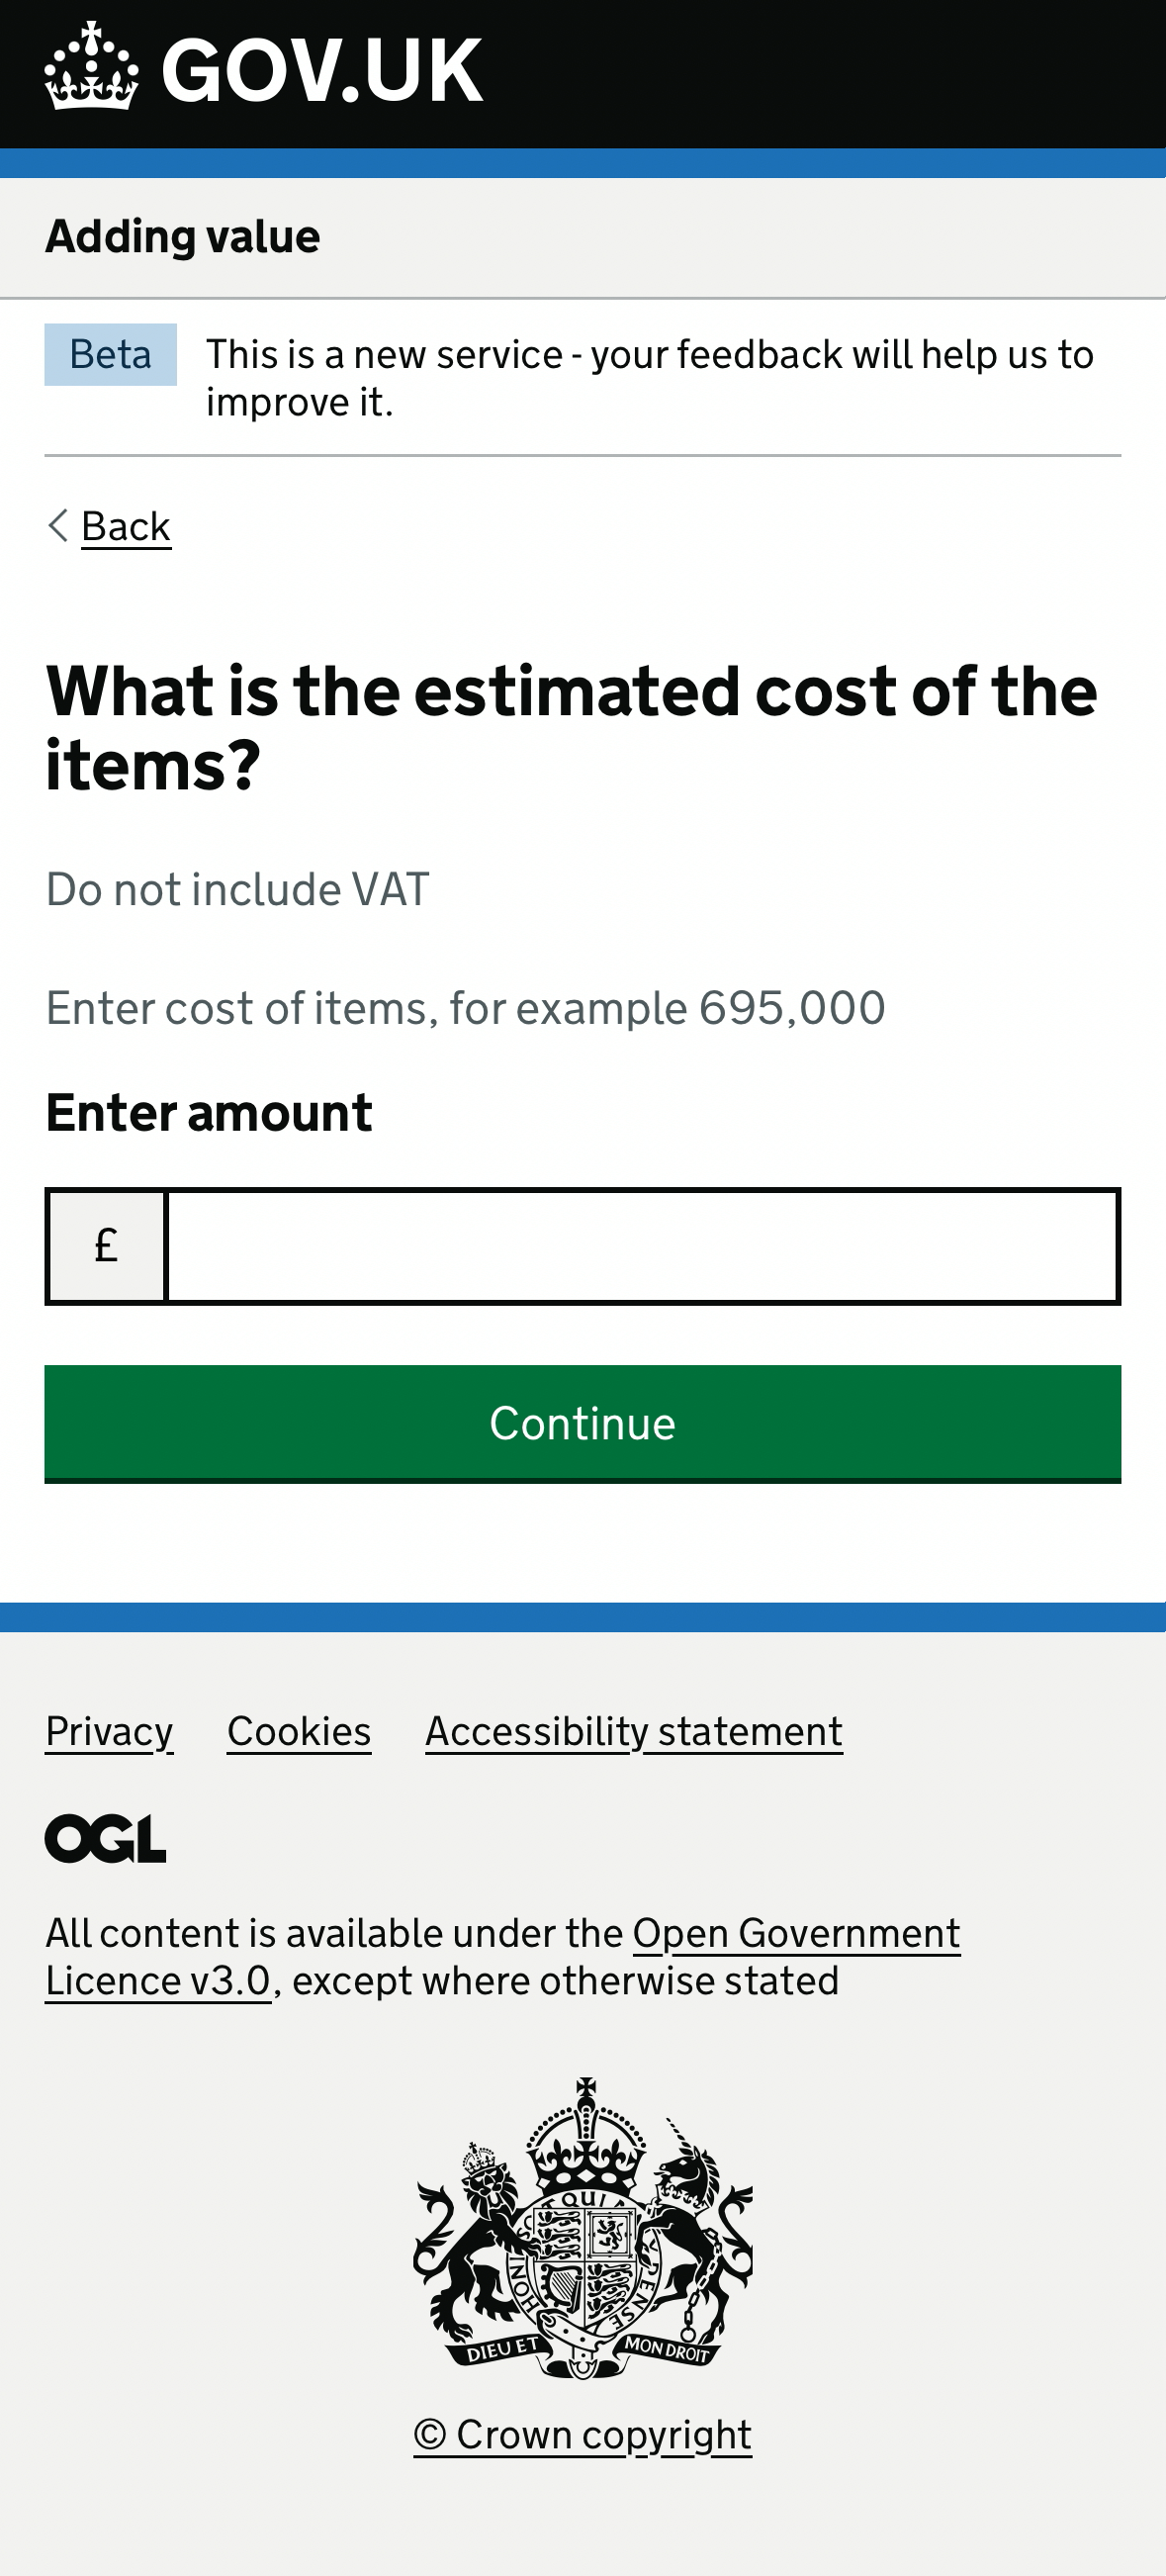 GOV.UK
Adding value
Beta
This is a new service - your feedback will help us to
improve it.
Back
What is the estimated cost of the
items?
Do not include VAT
Enter cost of items, for example 695,000
Enter amount
£
Continue
Privacy Cookies Accessibility statement
OGL
All content is available under the Open Government
Licence v3.0, except where otherwise stated
QUI
HONI
PENSE
DIEU ET MON DROIT
© Crown copyright